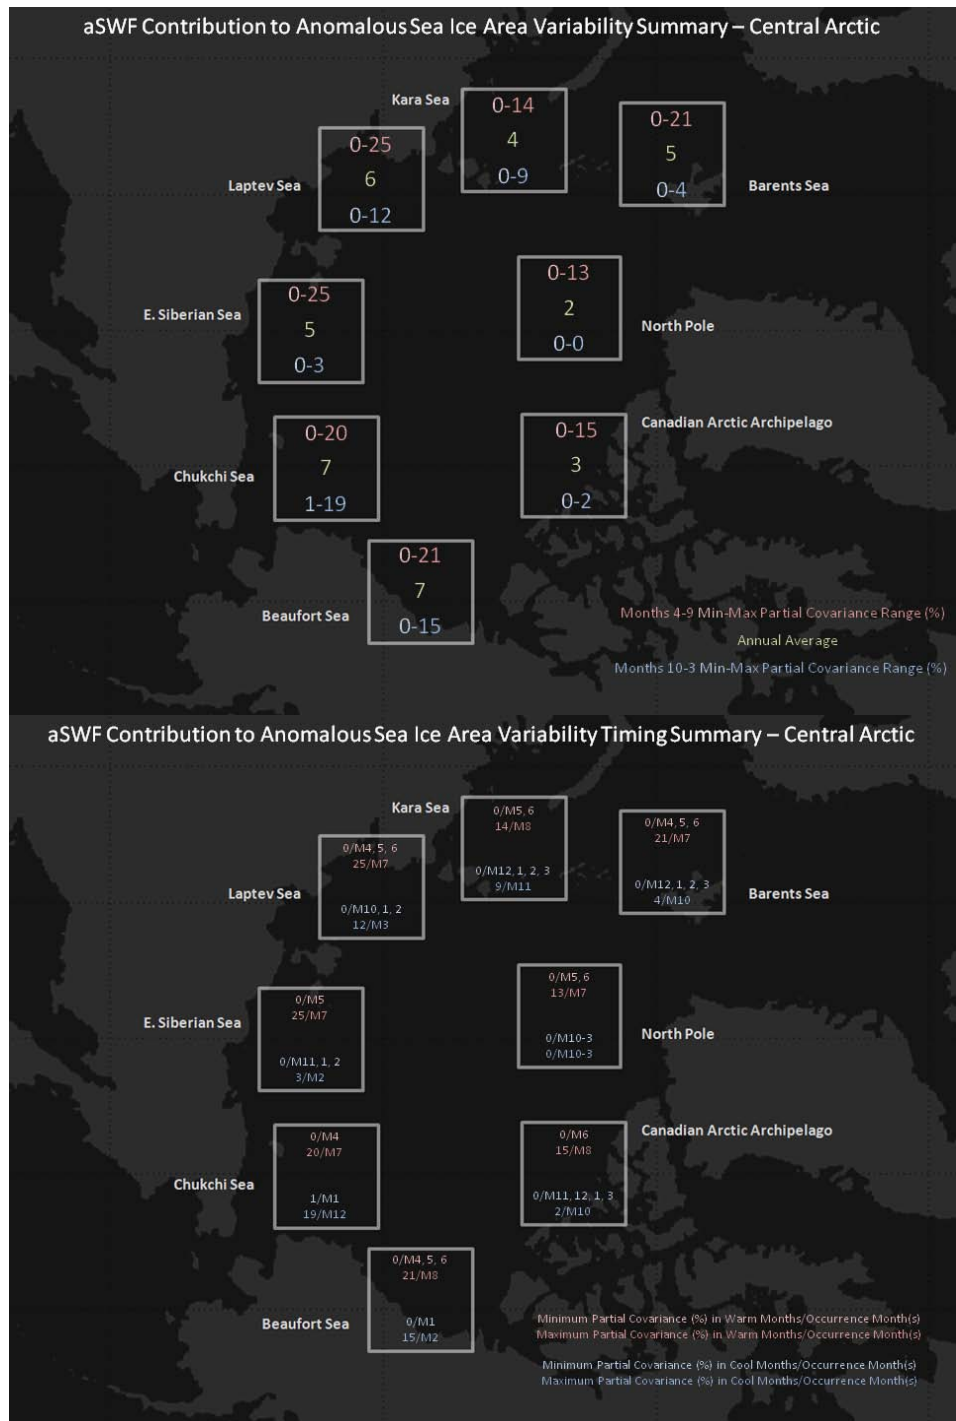 aSWF Contribution to Anomalous Sea Ice Area Variability Summary – Central Arctic
Kara Sea
0-14
4
0-9
0-21
5
0-4
Barents Sea
Laptev Sea
0-25
6
0-12
E. Siberian Sea
0-25
5
0-3
0-13
2
0-0
North Pole
Chukchi Sea
0-20
7
1-19
0-15
3
0-2
Canadian Arctic Archipelago
Beaufort Sea
0-21
7
0-15
Months 4-9 Min-Max Partial Covariance Range (%)
Annual Average
Months 10-3 Min-Max Partial Covariance Range (%)
aSWF Contribution to Anomalous Sea Ice Area Variability Timing Summary – Central Arctic
Kara Sea
0/M5, 6
14/M8
0/M12, 1, 2, 3
9/M11
0/M4, 5, 6
21/M7
0/M12, 1, 2, 3
4/M10
Barents Sea
Laptev Sea
0/M4, 5, 6
25/M7
0/M10, 1, 2
12/M3
E. Siberian Sea
0/M5
25/M7
0/M11, 1, 2
3/M2
0/M5, 6
13/M7
0/M10-3
0/M10-3
North Pole
Chukchi Sea
0/M4
20/M7
1/M1
19/M12
0/M6
15/M8
0/M11, 12, 1, 3
2/M10
Canadian Arctic Archipelago
Beaufort Sea
0/M4, 5, 6
21/M8
0/M1
15/M2
Minimum Partial Covariance (%) in Warm Months/Occurrence Month(s)
Maximum Partial Covariance (%) in Warm Months/Occurrence Month(s)
Minimum Partial Covariance (%) in Cool Months/Occurrence Month(s)
Maximum Partial Covariance (%) in Cool Months/Occurrence Month(s)